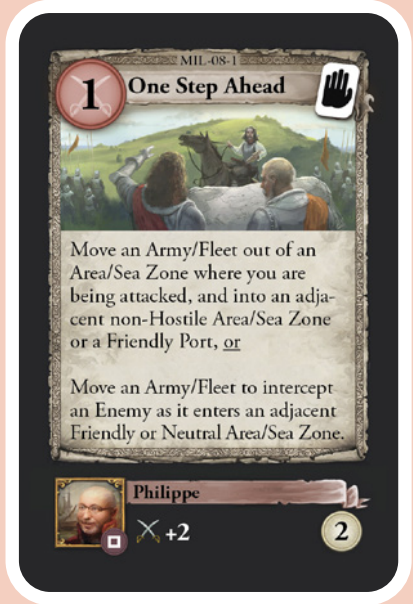 MIL-08-1
1 One Step Ahead
Move an Army/Fleet out of an
Area/Sea Zone where you are
being attacked, and into an adja-
cent non-Hostile Area/Sea Zone
or a Friendly Port, or
Move an Army/Fleet to intercept
an Enemy as it enters an adjacent
Friendly or Neutral Area/Sea Zone.
Philippe
+2
2